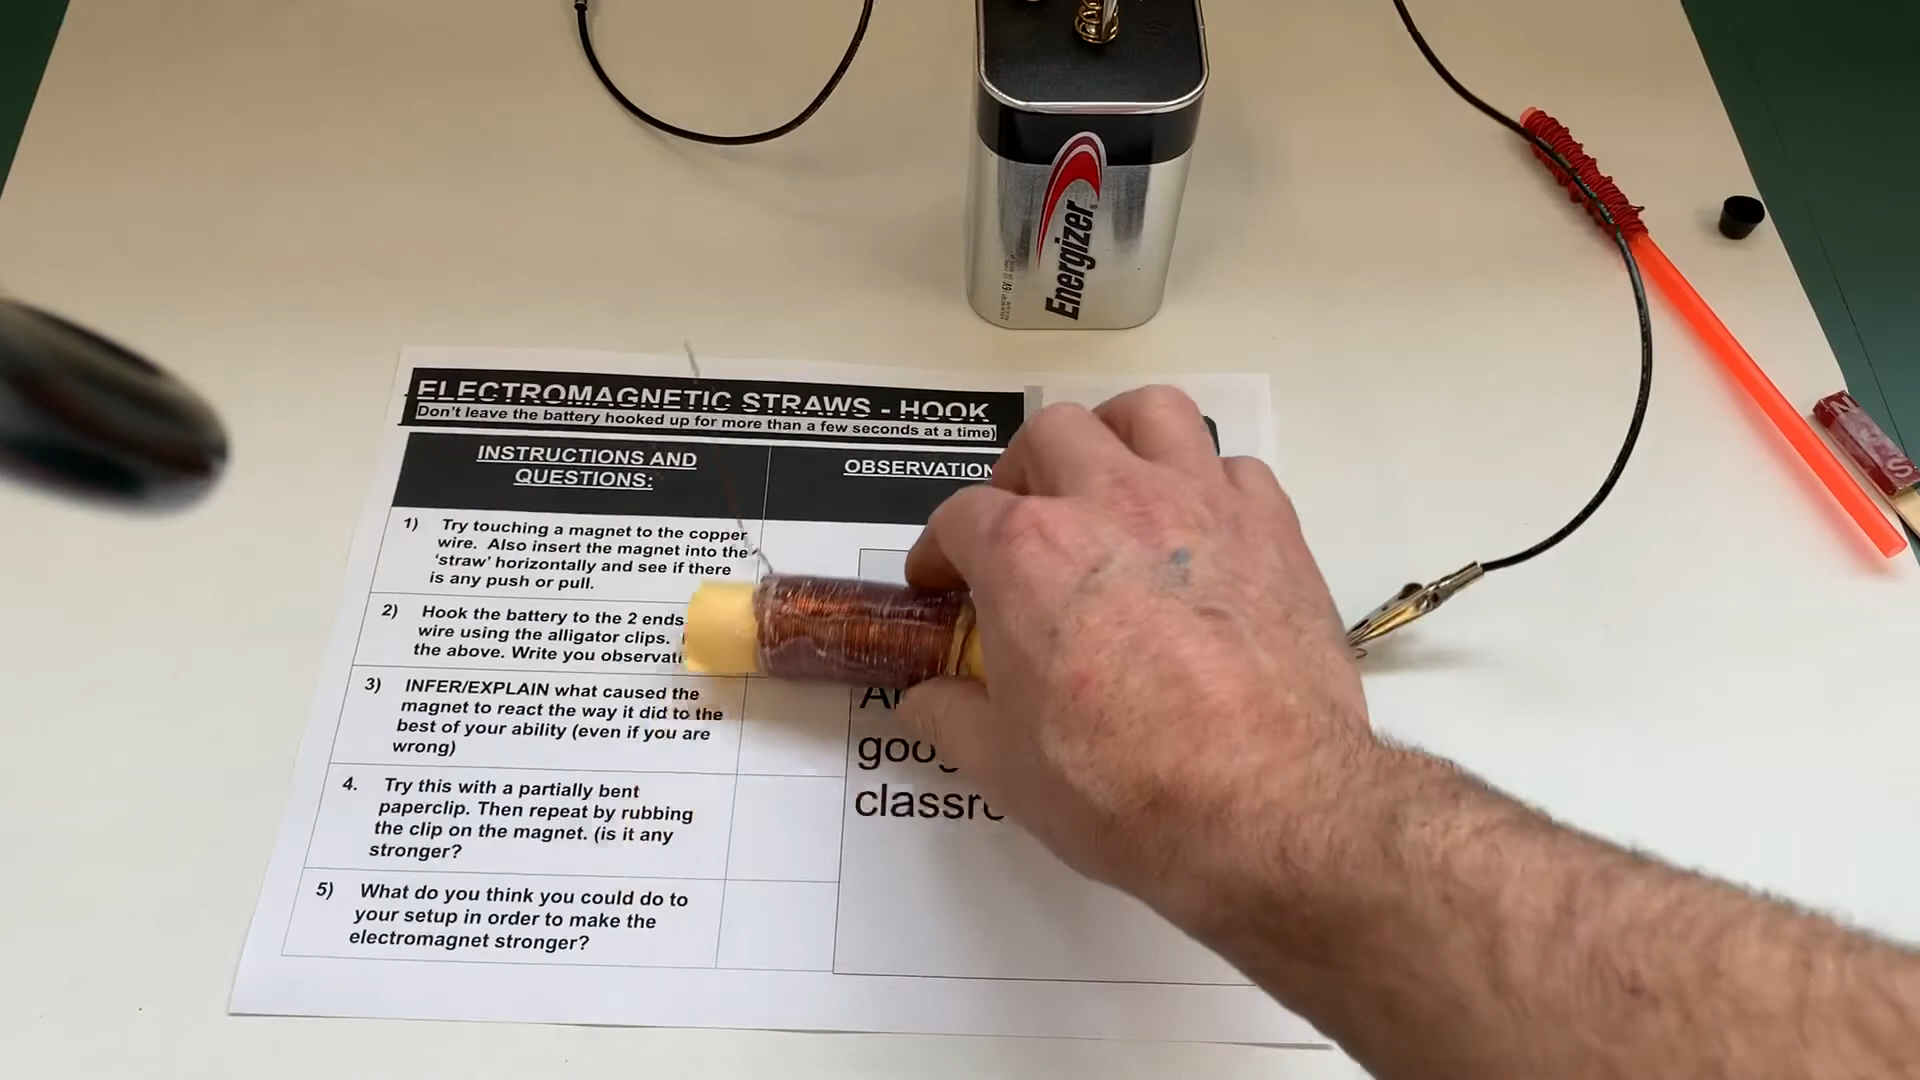 Energizer
ELECTROMAGNETIC STRAWS - HOOK
Don't leave the battery hooked up for more than a few seconds at a time)
INSTRUCTIONS AND
QUESTIONS:
OBSERVATION
1) Try touching a magnet to the copper
wire. Also insert the magnet into the
'straw' horizontally and see if there
is any push or pull.
2) Hook the battery to the 2 ends
wire using the alligator clips.
the above. Write you observati
3) INFER/EXPLAIN what caused the
magnet to react the way it did to the
best of your ability (even if you are
wrong)
4. Try this with a partially bent
paperclip. Then repeat by rubbing
the clip on the magnet. (is it any
stronger?
5) What do you think you could do to
your setup in order to make the
electromagnet stronger?
goog
classro
N
S